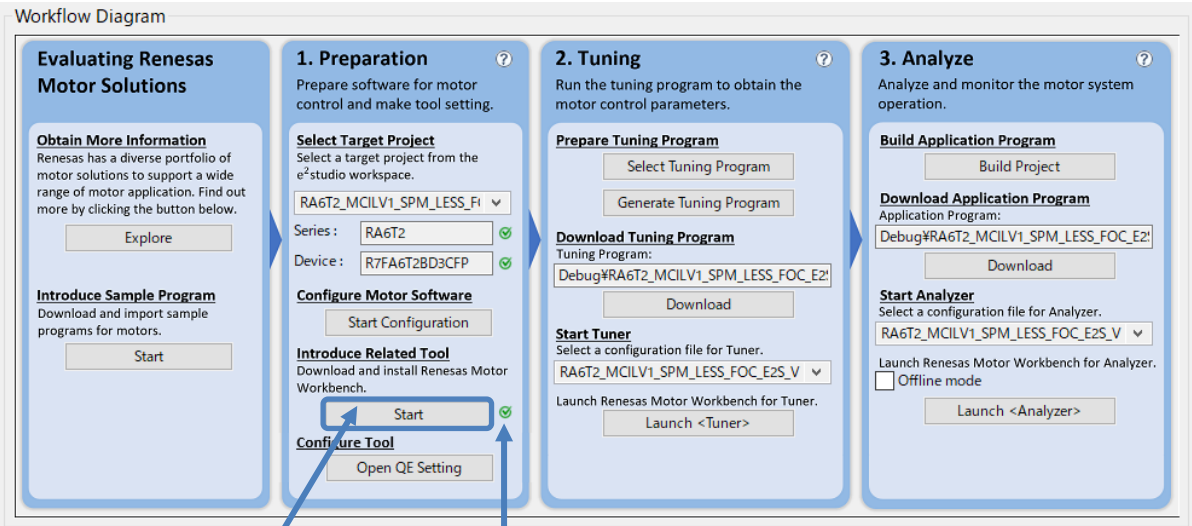 Workflow Diagram
Evaluating Renesas
Motor Solutions
Obtain More Information
Renesas has a diverse portfolio of
motor solutions to support a wide
range of motor application. Find out
more by clicking the button below.
Explore
Introduce Sample Program
Download and import sample
programs for motors.
Start
1. Preparation
?
Prepare software for motor
control and make tool setting.
Select Target Project
Select a target project from the
e²studio workspace.
RA6T2_MCILV1_SPM_LESS_F
Series :
RA6T2
Device :
R7FA6T2BD3CFP
Configure Motor Software
Start Configuration
Introduce Related Tool
Download and install Renesas Motor
Workbench.
Start
Configure Tool
Open QE Setting
2. Tuning
?
Run the tuning program to obtain the
motor control parameters.
Prepare Tuning Program
Select Tuning Program
Generate Tuning Program
Download Tuning Program
Tuning Program:
Debug¥RA6T2_MCILV1_SPM_LESS_FOC_E2
Download
Start Tuner
Select a configuration file for Tuner.
RA6T2_MCILV1_SPM_LESS_FOC_E2S_V
Launch Renesas Motor Workbench for Tuner.
Launch <Tuner>
3. Analyze
?
Analyze and monitor the motor system
operation.
Build Application Program
Build Project
Download Application Program
Application Program:
Debug¥RA6T2_MCILV1_SPM_LESS_FOC_E2
Download
Start Analyzer
Select a configuration file for Analyzer.
RA6T2_MCILV1_SPM_LESS_FOC_E2S_V
Launch Renesas Motor Workbench for Analyzer.
Offline mode
Launch <Analyzer>